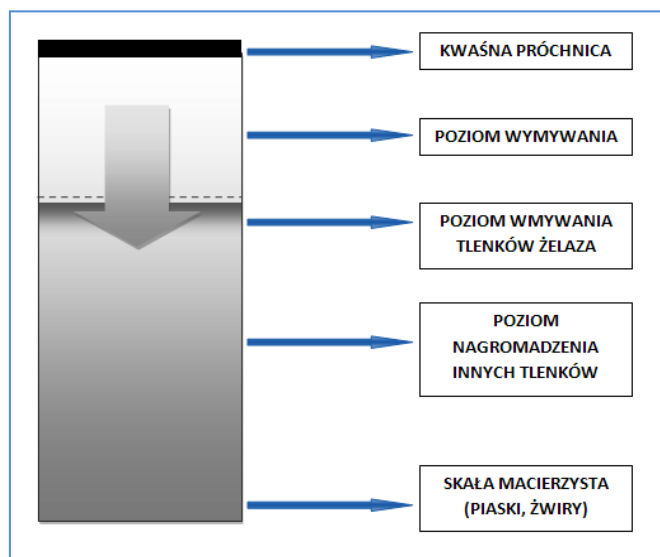 KWAŚNA PRÓCHNICA
POZIOM WYMYWANIA
POZIOM WMYWANIA
TLENKÓW ŻELAZA
POZIOM
NAGROMADZENIA
INNYCH TLENKÓW
SKAŁA MACIERZYSTA
(PIASKI, ŻWIRY)